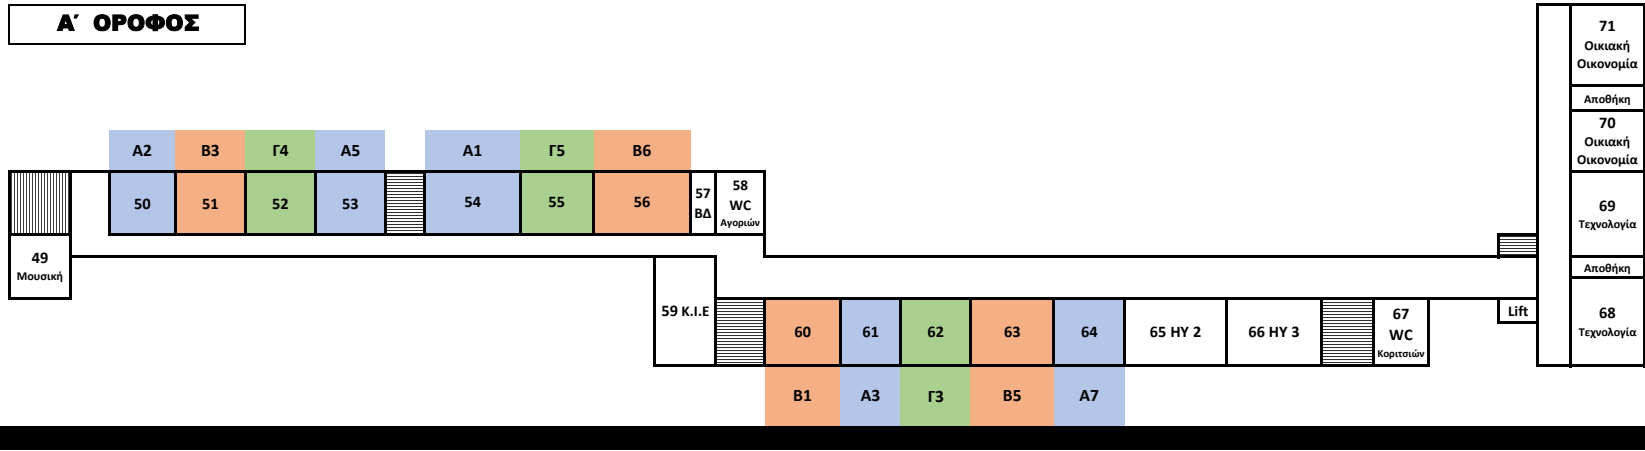 Α΄ ΟΡΟΦΟΣ
71
Οικιακή
Οικονομία
Αποθήκη
70
Οικιακή
Οικονομία
Α2
Β3
Γ4
Α5
Α1
Γ5
Β6
50
51
52
53
54
55
56
57
ΒΔ
58
WC
Αγοριών
69
Τεχνολογία
49
Μουσική
Αποθήκη
59 Κ.Ι.Ε
60
61
62
63
64
65 ΗΥ 2
66 ΗΥ 3
67
WC
Κοριτσιών
Lift
68
Τεχνολογία
Β1
Α3
Γ3
Β5
Α7